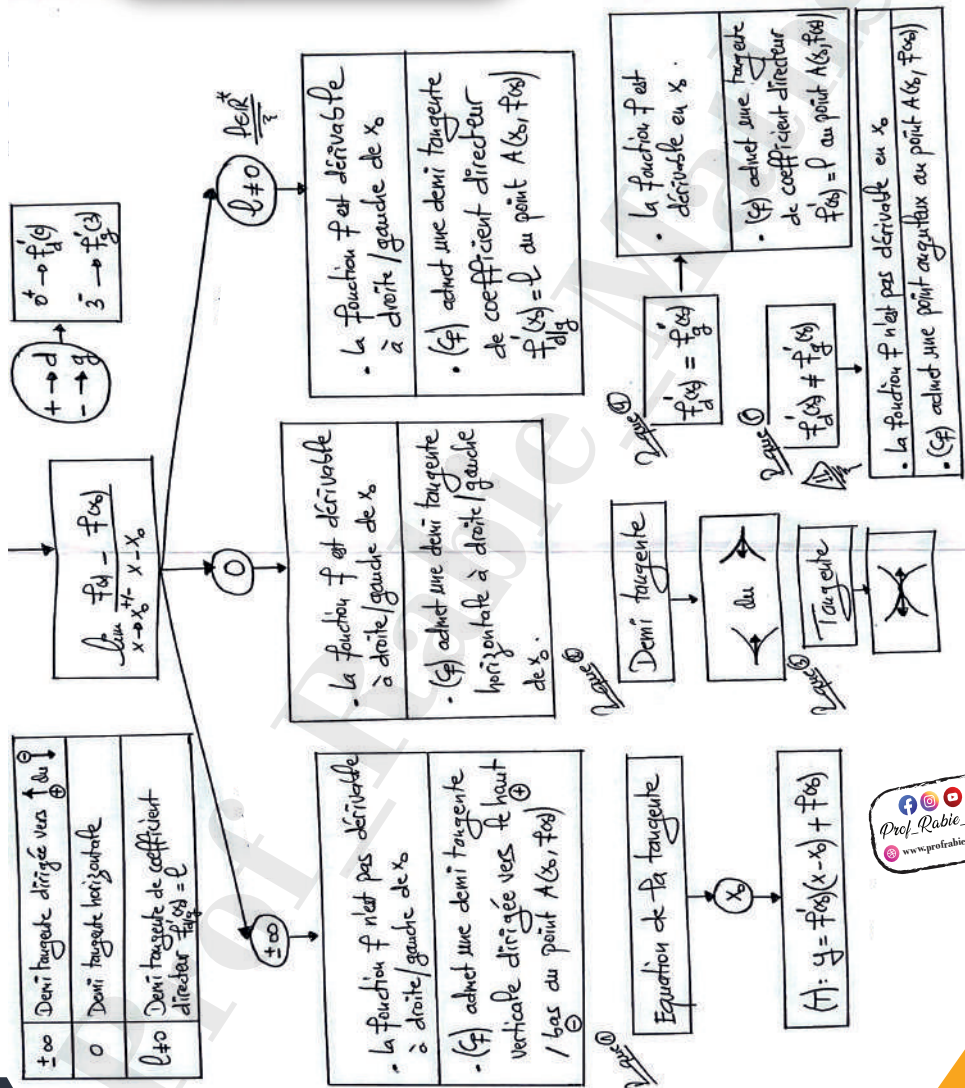 ±∞ Demi tangente dirigée vers ↑⊕ ou ↓⊖
0 Demi tangente horizontale
l≠0 Demi tangente de coefficient
directeur f'd/g(x₀) = l
lim x→x₀⁺/⁻ (f(x) - f(x₀))/(x - x₀)
+ → d
- → g
0⁺ → f'd(0)
3⁻ → f'g(3)
±∞
0
l≠0
l∈ℝ*
• La fonction f n'est pas dérivable
à droite/gauche de x₀
• (Cf) admet une demi tangente
verticale dirigée vers le haut ⊕
/ bas ⊖ au point A(x₀, f(x₀))
• La fonction f est dérivable
à droite/gauche de x₀
• (Cf) admet une demi tangente
horizontale à droite/gauche
de x₀.
• La fonction f est dérivable
à droite/gauche de x₀
• (Cf) admet une demi tangente
de coefficient directeur
f'd/g(x₀) = l au point A(x₀, f(x₀))
Equation de la tangente
x₀
(T): y = f'(x₀)(x-x₀) + f(x₀)
Demi tangente
ou
Tangente
f'd(x₀) = f'g(x₀)
• La fonction f est
dérivable en x₀.
• (Cf) admet une tangente
de coefficient directeur
f'(x₀) = l au point A(x₀, f(x₀))
f'd(x₀) ≠ f'g(x₀)
• La fonction f n'est pas dérivable en x₀
• (Cf) admet une point anguleux au point A(x₀, f(x₀))
Prof_Rabie_
www.profrabie
Prof_Rabie_Maths